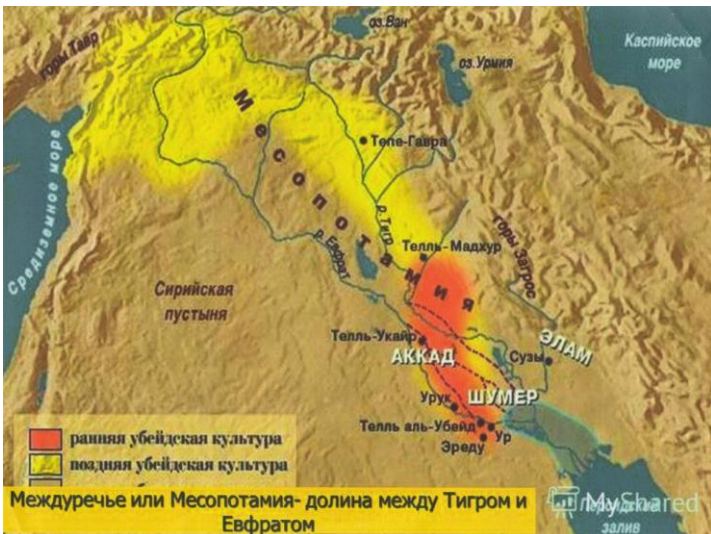 оз.Ван
Каспийское
море
горы Тавр
оз.Урмия
Средиземное море
Месопотамия
Тепе-Гавра
р. Тигр
р. Евфрат
Телль-Мадхур
горы Загрос
Сирийская
пустыня
Телль-Укайр
АККАД
Сузы
ЭЛАМ
ШУМЕР
Урук
Телль аль-Убейд
Ур
Эреду
ранняя убейдская культура
поздняя убейдская культура
Междуречье или Месопотамия- долина между Тигром и
Евфратом
MyShared
залив